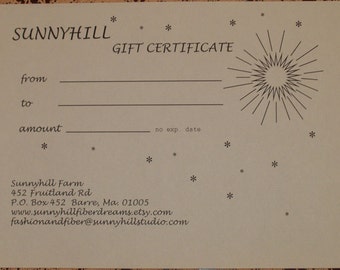 SUNNYHILL
GIFT CERTIFICATE
from
to
amount no exp. date
Sunnyhill Farm
452 Fruitland Rd
P.O. Box 452 Barre, Ma. 01005
www.sunnyhillfiberdreams.etsy.com
fashionandfiber@sunnyhillstudio.com